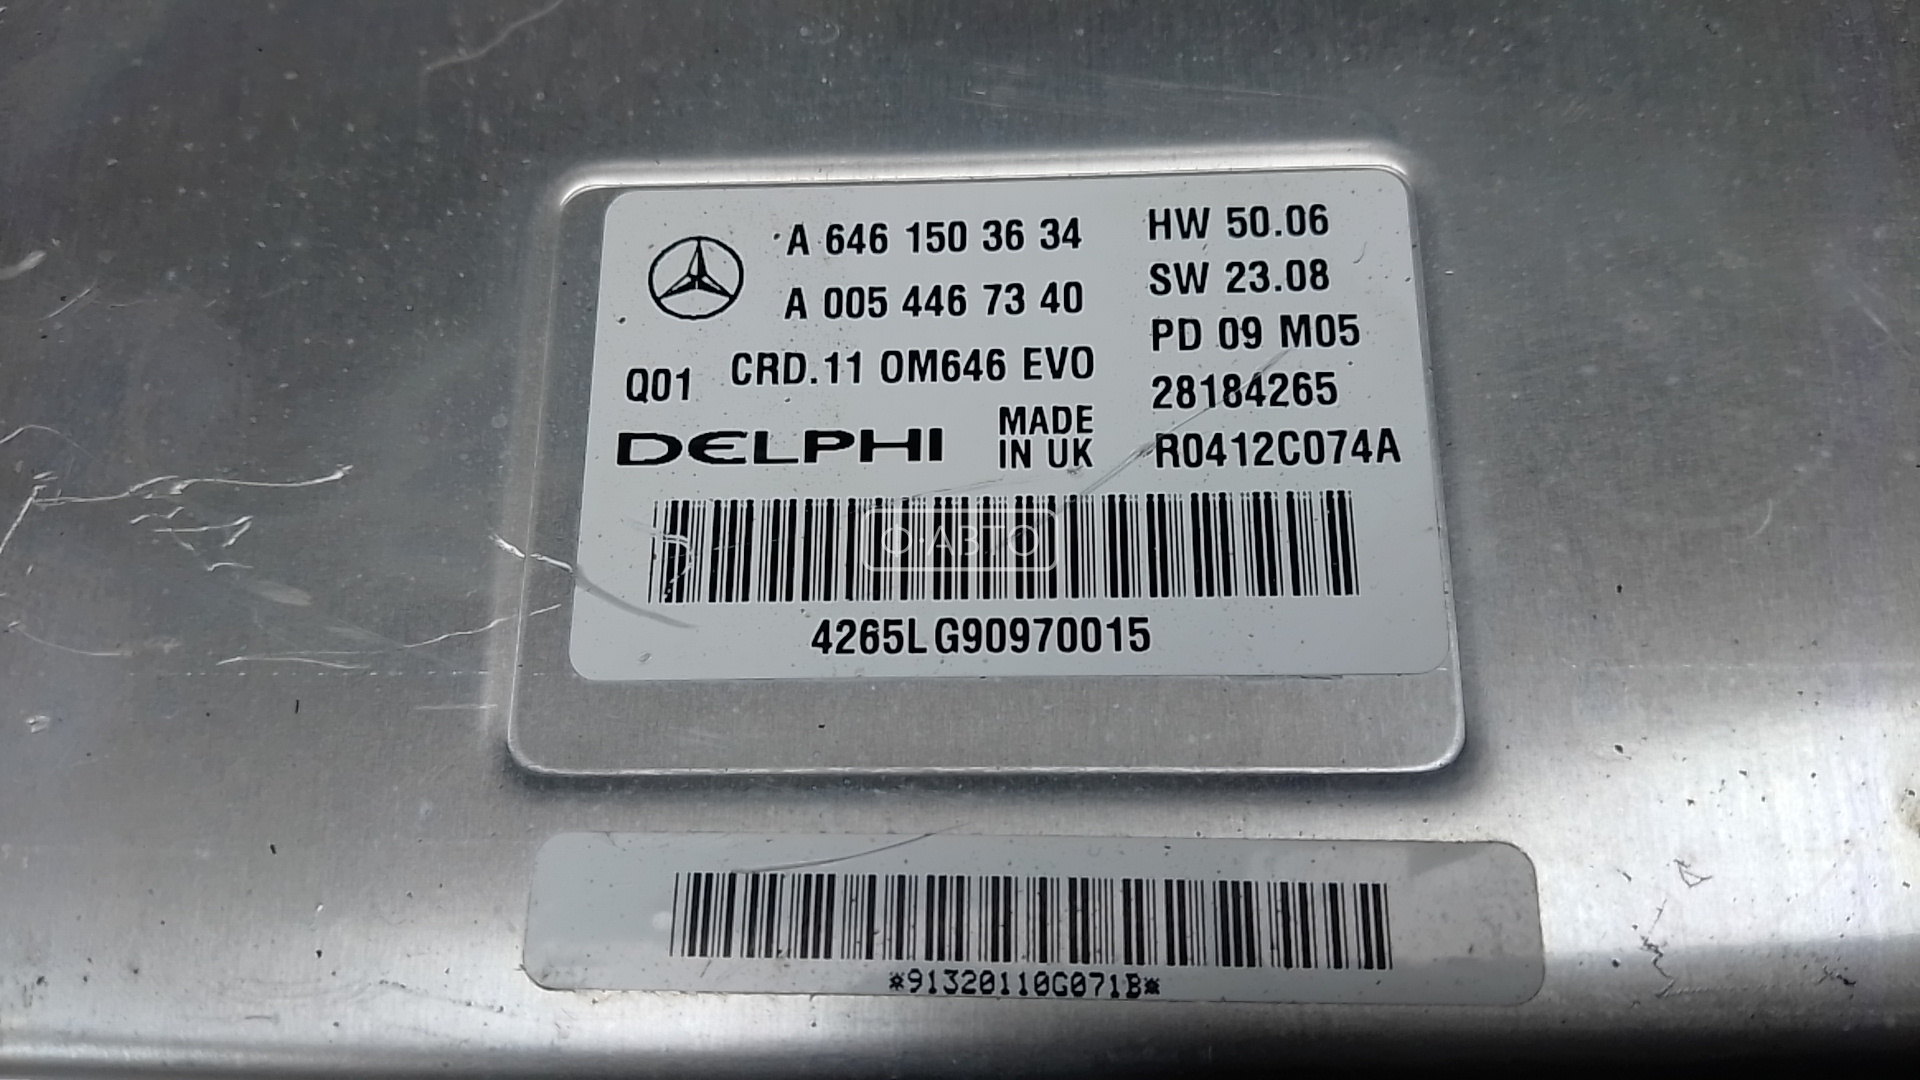 A 646 150 36 34
A 005 446 73 40
Q01 CRD.11 OM646 EVO
DELPHI
MADE
IN UK
HW 50.06
SW 23.08
PD 09 M05
28184265
R0412C074A
Ф·АВТО
4265LG90970015
*91320110G071B*